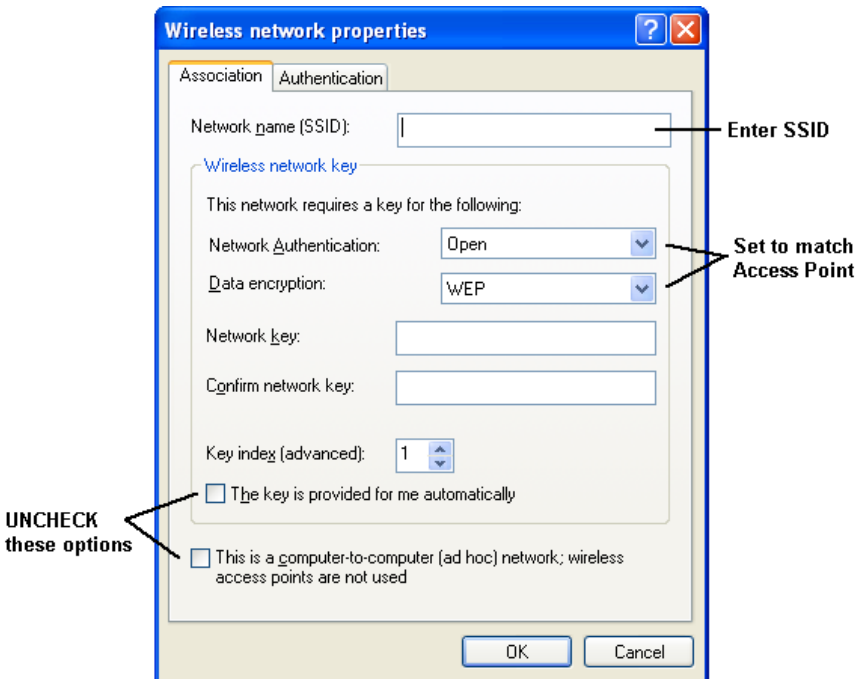 Wireless network properties
Association
Authentication
Network name (SSID):
Enter SSID
Wireless network key
This network requires a key for the following:
Network Authentication:
Open
Set to match
Access Point
Data encryption:
WEP
Network key:
Confirm network key:
Key index (advanced):
1
The key is provided for me automatically
UNCHECK
these options
This is a computer-to-computer (ad hoc) network; wireless
access points are not used
OK
Cancel